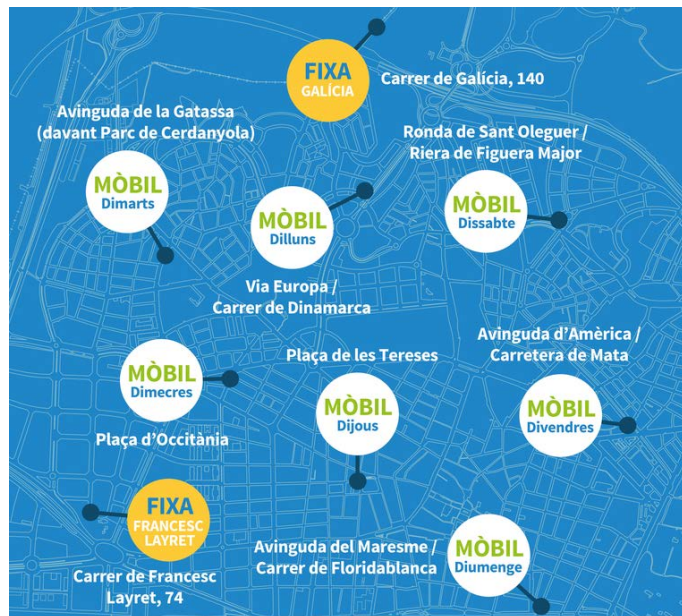 FIXA
GALÍCIA
Carrer de Galícia, 140
Avinguda de la Gatassa
(davant Parc de Cerdanyola)
MÒBIL
Dimarts
MÒBIL
Dilluns
Via Europa /
Carrer de Dinamarca
Ronda de Sant Oleguer /
Riera de Figuera Major
MÒBIL
Dissabte
MÒBIL
Dimecres
Plaça d’Occitània
Plaça de les Tereses
MÒBIL
Dijous
Avinguda d’Amèrica /
Carretera de Mata
MÒBIL
Divendres
FIXA
FRANCESC
LAYRET
Carrer de Francesc
Layret, 74
Avinguda del Maresme /
Carrer de Floridablanca
MÒBIL
Diumenge